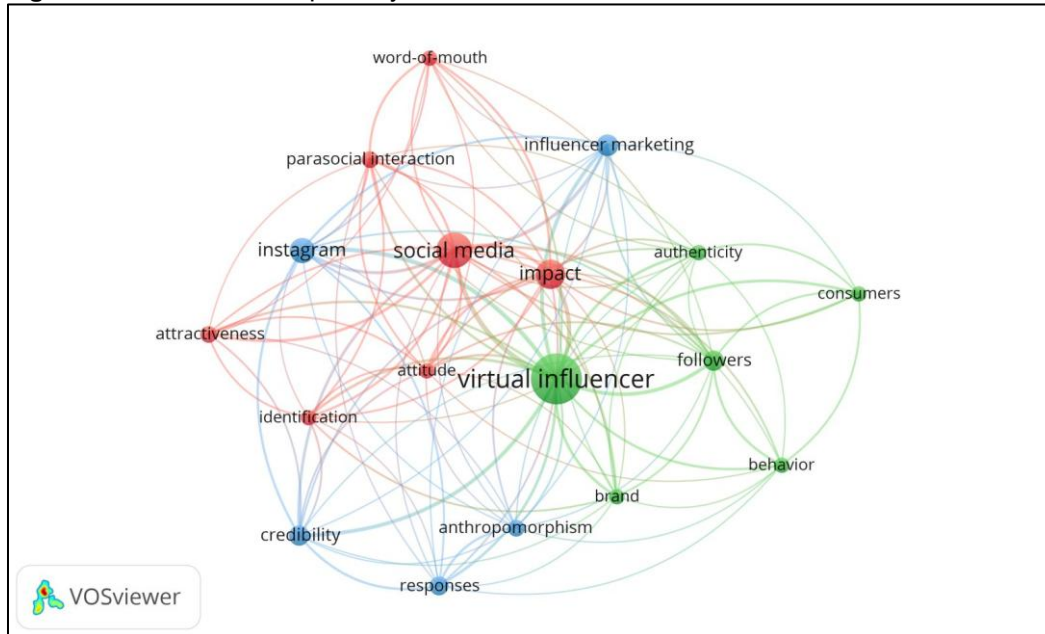 word-of-mouth
influencer marketing
parasocial interaction
instagram
social media
authenticity
impact
consumers
attractiveness
followers
attitude
virtual influencer
identification
behavior
brand
anthropomorphism
credibility
responses
VOSviewer